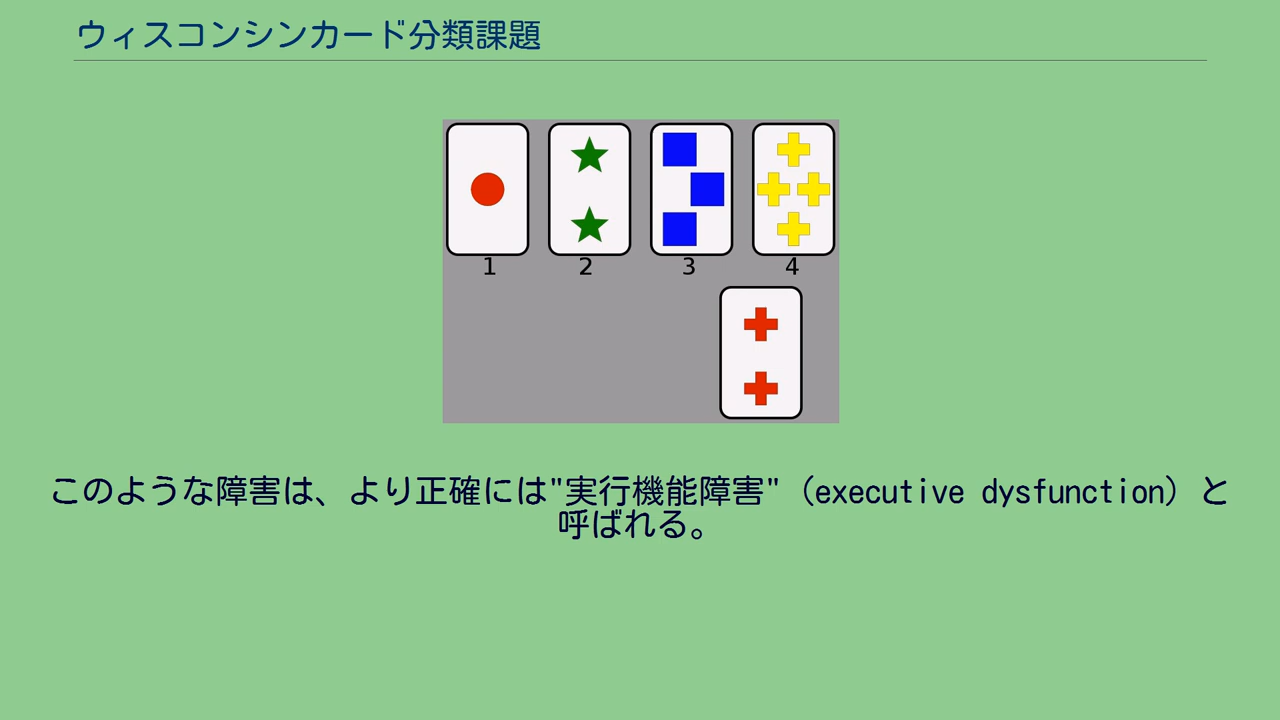 ウィスコンシンカード分類課題
1 2 3 4
このような障害は、より正確には"実行機能障害"（executive dysfunction）と
呼ばれる。